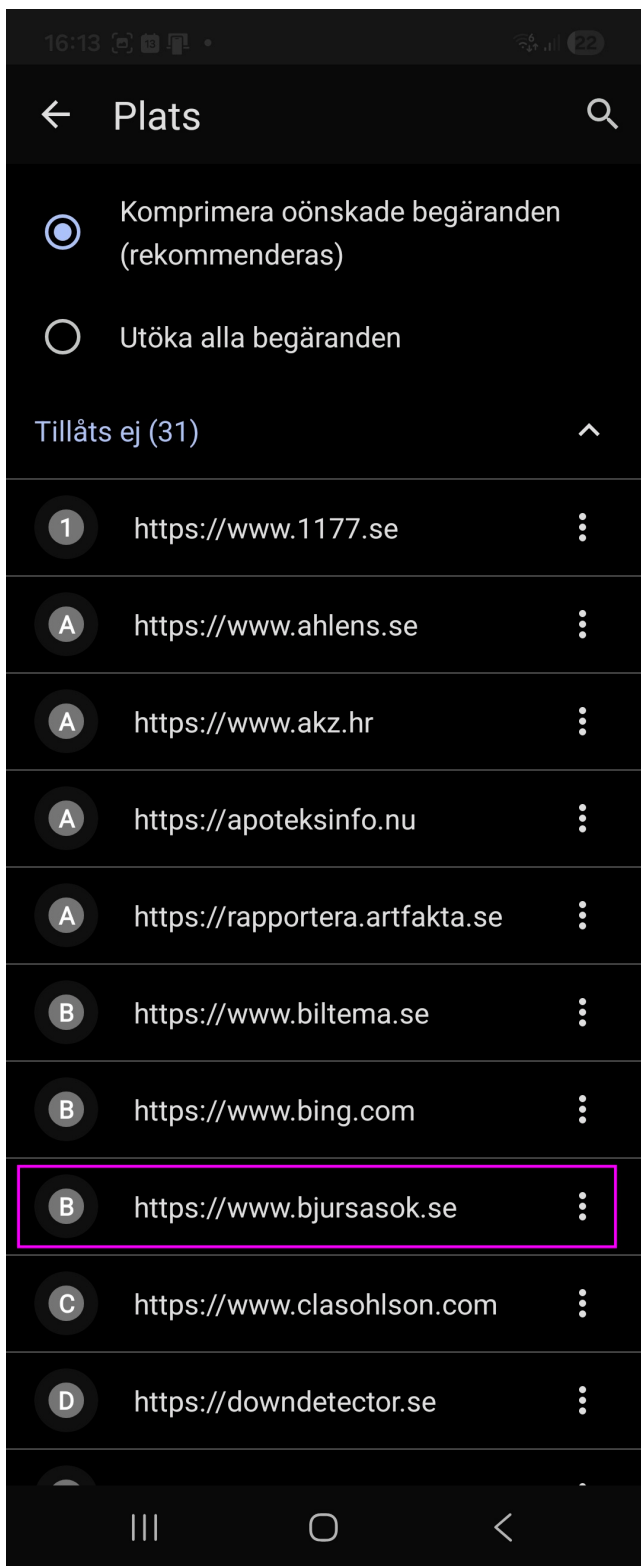 16:13
22
Plats
Komprimera oönskade begäranden
(rekommenderas)
Utöka alla begäranden
Tillåts ej (31)
1 https://www.1177.se
A https://www.ahlens.se
A https://www.akz.hr
A https://apoteksinfo.nu
A https://rapportera.artfakta.se
B https://www.biltema.se
B https://www.bing.com
B https://www.bjursasok.se
C https://www.clasohlson.com
D https://downdetector.se